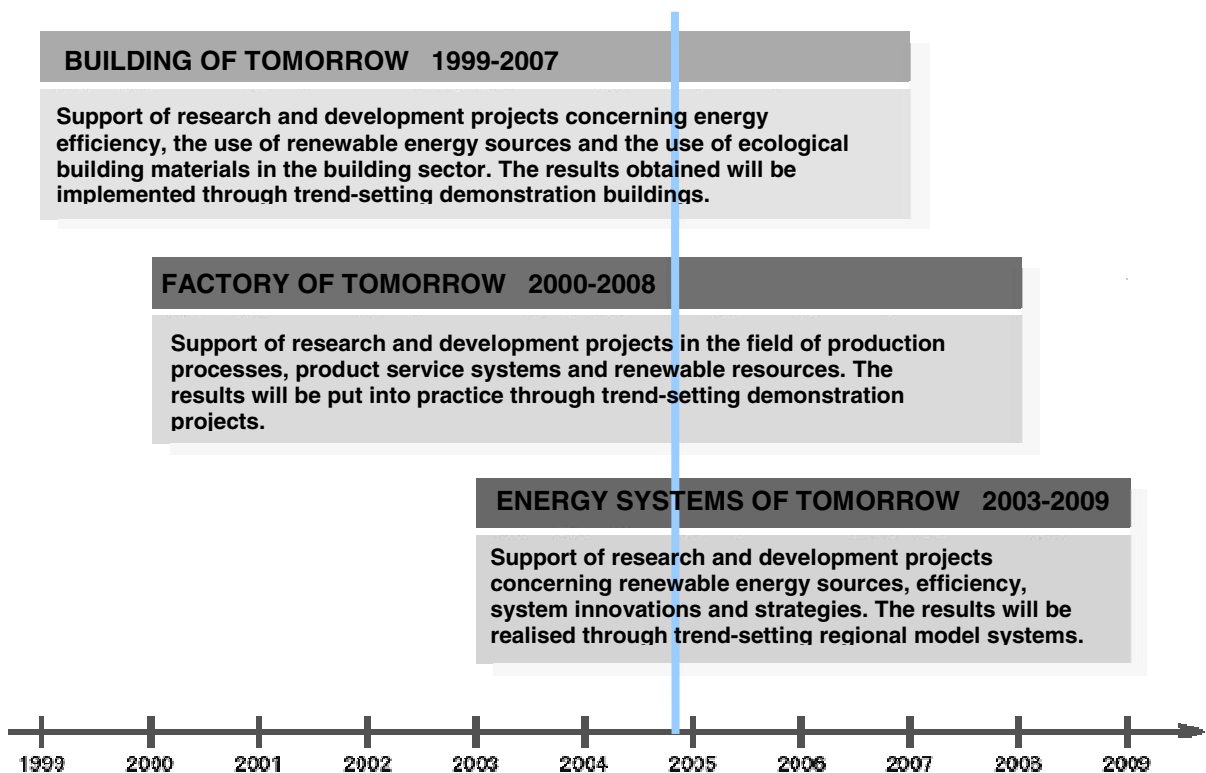 BUILDING OF TOMORROW 1999-2007
Support of research and development projects concerning energy
efficiency, the use of renewable energy sources and the use of ecological
building materials in the building sector. The results obtained will be
implemented through trend-setting demonstration buildings.
FACTORY OF TOMORROW 2000-2008
Support of research and development projects in the field of production
processes, product service systems and renewable resources. The
results will be put into practice through trend-setting demonstration
projects.
ENERGY SYSTEMS OF TOMORROW 2003-2009
Support of research and development projects
concerning renewable energy sources, efficiency,
system innovations and strategies. The results will be
realised through trend-setting regional model systems.
1999 2000 2001 2002 2003 2004 2005 2006 2007 2008 2009